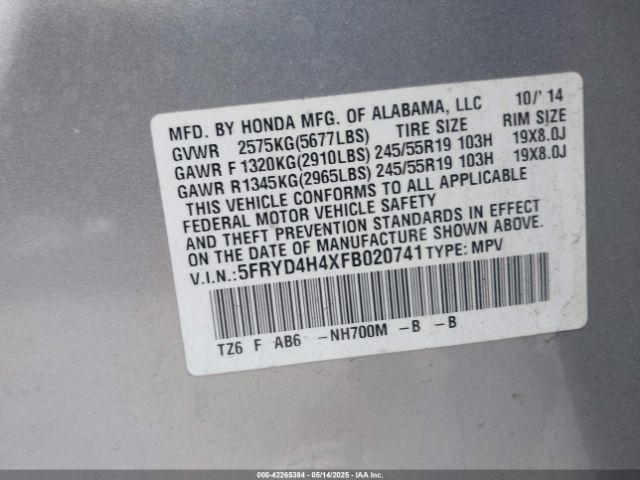 MFD. BY HONDA MFG. OF ALABAMA, LLC 10/'14
GVWR 2575KG(5677LBS) TIRE SIZE RIM SIZE
GAWR F 1320KG(2910LBS) 245/55R19 103H 19X8.0J
GAWR R1345KG(2965LBS) 245/55R19 103H 19X8.0J
THIS VEHICLE CONFORMS TO ALL APPLICABLE
FEDERAL MOTOR VEHICLE SAFETY
AND THEFT PREVENTION STANDARDS IN EFFECT
ON THE DATE OF MANUFACTURE SHOWN ABOVE.
V.I.N.:5FRYD4H4XFB020741 TYPE: MPV
TZ6 F AB6 -NH700M -B -B
000-42265384 - 05/14/2025 - IAA Inc.